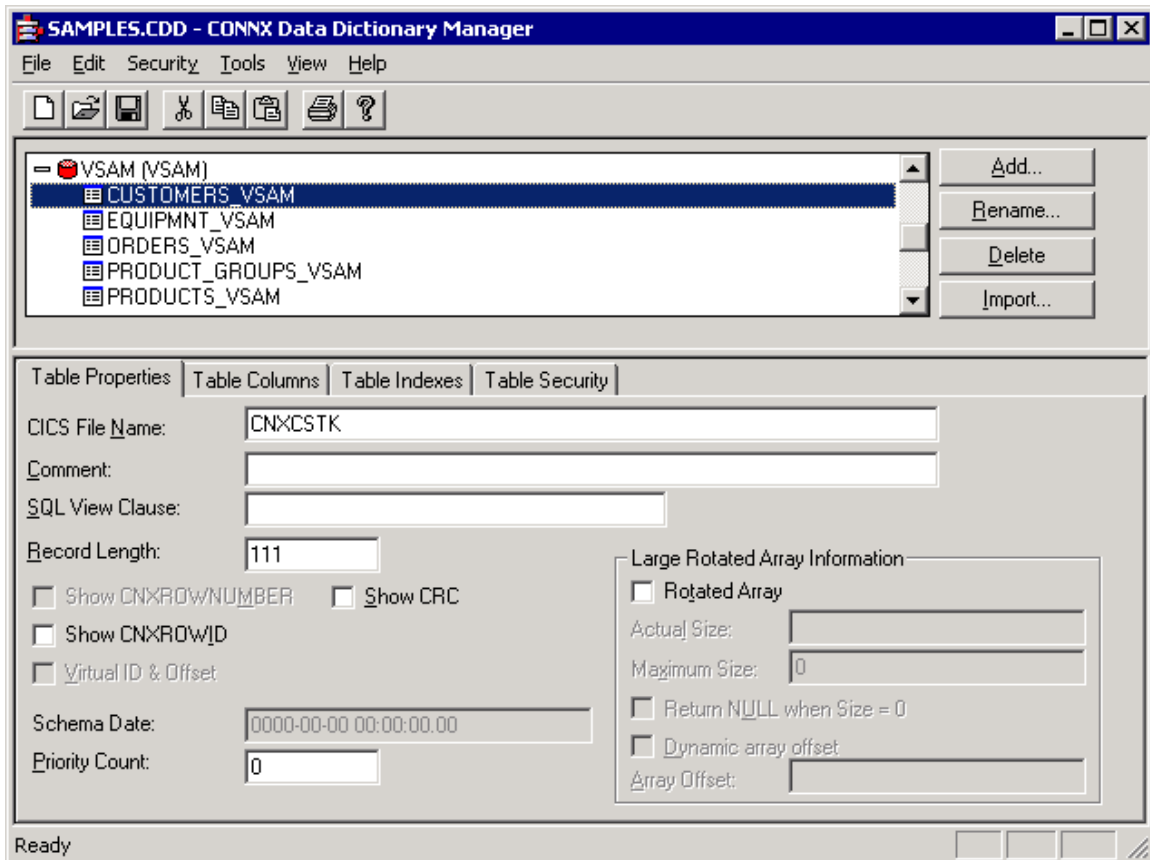 SAMPLES.CDD - CONNX Data Dictionary Manager
File Edit Security Tools View Help
VSAM (VSAM)
CUSTOMERS_VSAM
EQUIPMNT_VSAM
ORDERS_VSAM
PRODUCT_GROUPS_VSAM
PRODUCTS_VSAM
Add...
Rename...
Delete
Import...
Table Properties Table Columns Table Indexes Table Security
CICS File Name: CNXCSTK
Comment:
SQL View Clause:
Record Length: 111
Show CNXROWNUMBER Show CRC
Show CNXROWID
Virtual ID & Offset
Schema Date: 0000-00-00 00:00:00.00
Priority Count: 0
Large Rotated Array Information
Rotated Array
Actual Size:
Maximum Size: 0
Return NULL when Size = 0
Dynamic array offset
Array Offset:
Ready